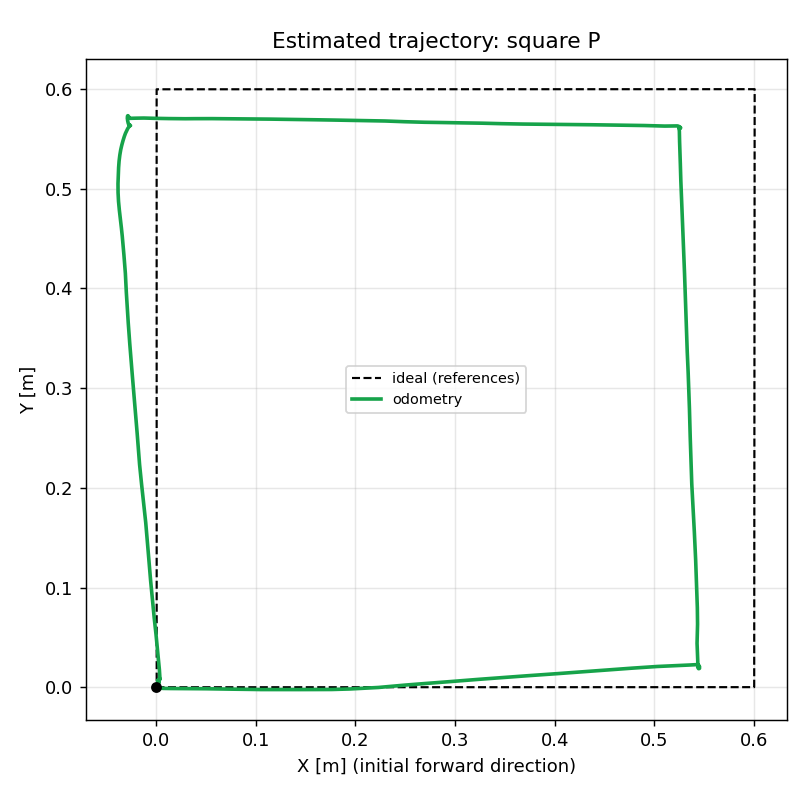 Estimated trajectory: square P
0.6
0.5
0.4
0.3
0.2
0.1
0.0
Y [m]
ideal (references)
odometry
0.0 0.1 0.2 0.3 0.4 0.5 0.6
X [m] (initial forward direction)